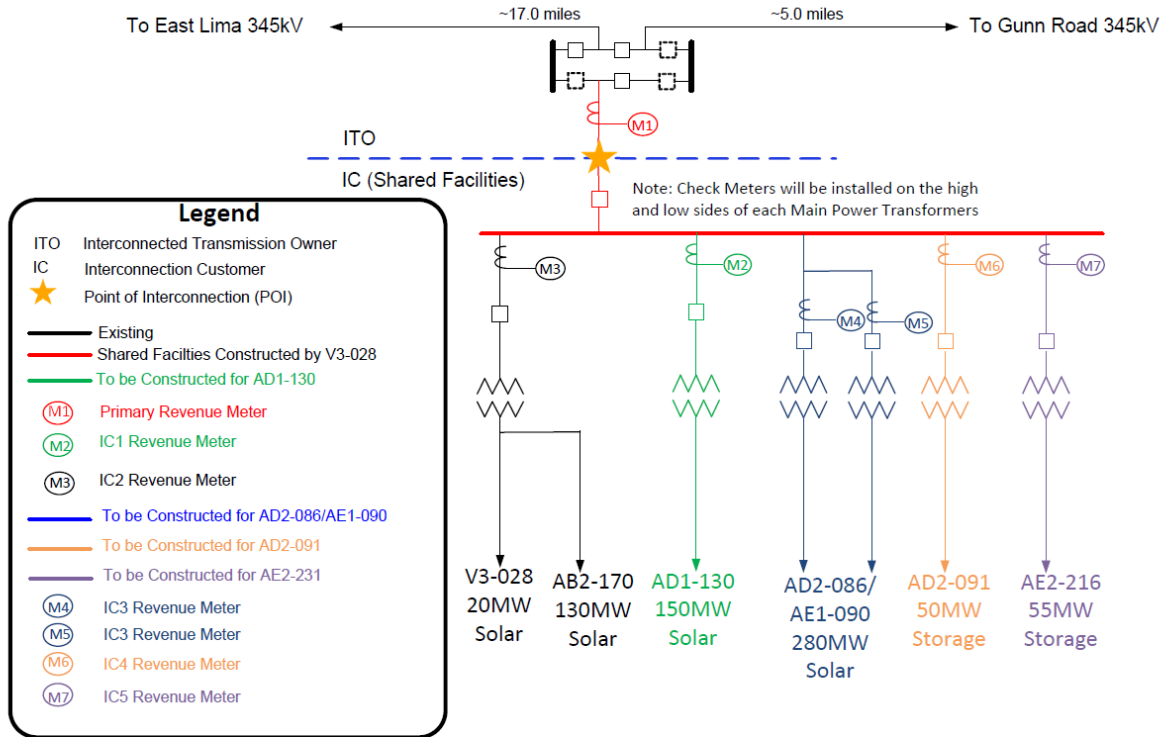 ~17.0 miles
~5.0 miles
To East Lima 345kV
To Gunn Road 345kV
M1
ITO
IC (Shared Facilities)
Note: Check Meters will be installed on the high
and low sides of each Main Power Transformers
Legend
ITO Interconnected Transmission Owner
IC Interconnection Customer
Point of Interconnection (POI)
Existing
Shared Facilties Constructed by V3-028
To be Constructed for AD1-130
M1 Primary Revenue Meter
M2 IC1 Revenue Meter
M3 IC2 Revenue Meter
To be Constructed for AD2-086/AE1-090
To be Constructed for AD2-091
To be Constructed for AE2-231
M4 IC3 Revenue Meter
M5 IC3 Revenue Meter
M6 IC4 Revenue Meter
M7 IC5 Revenue Meter
M3
M2
M4
M5
M6
M7
V3-028
20MW
Solar
AB2-170
130MW
Solar
AD1-130
150MW
Solar
AD2-086/
AE1-090
280MW
Solar
AD2-091
50MW
Storage
AE2-216
55MW
Storage